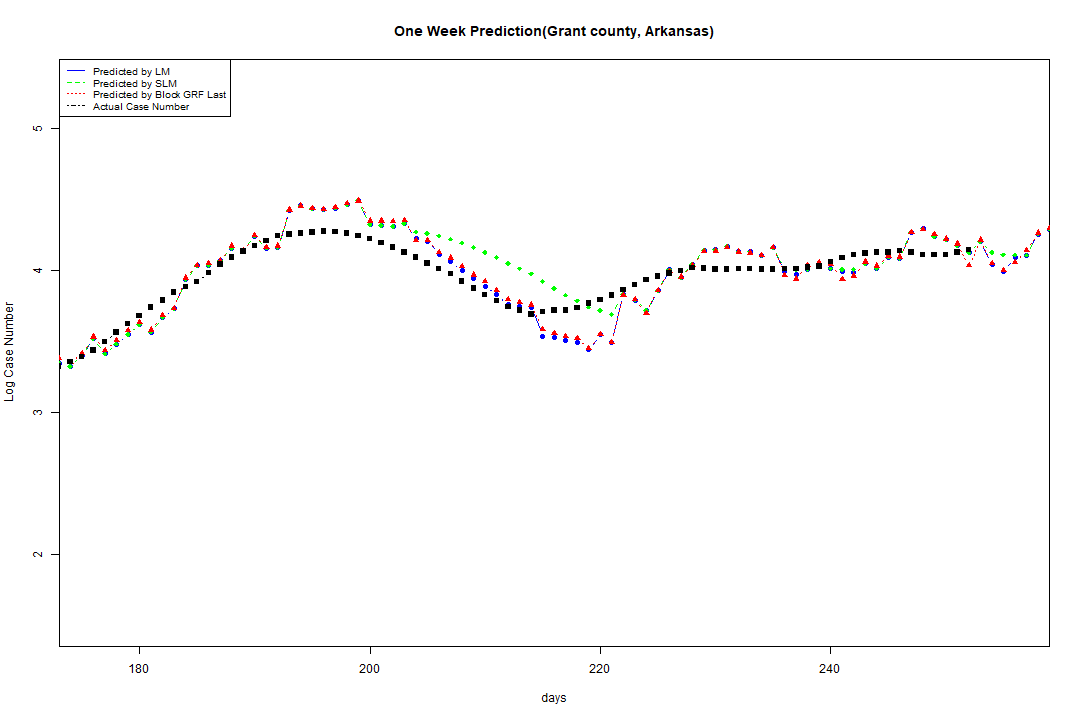 One Week Prediction(Grant county, Arkansas)
Predicted by LM
Predicted by SLM
Predicted by Block GRF Last
Actual Case Number
5
4
3
2
Log Case Number
180
200
220
240
days